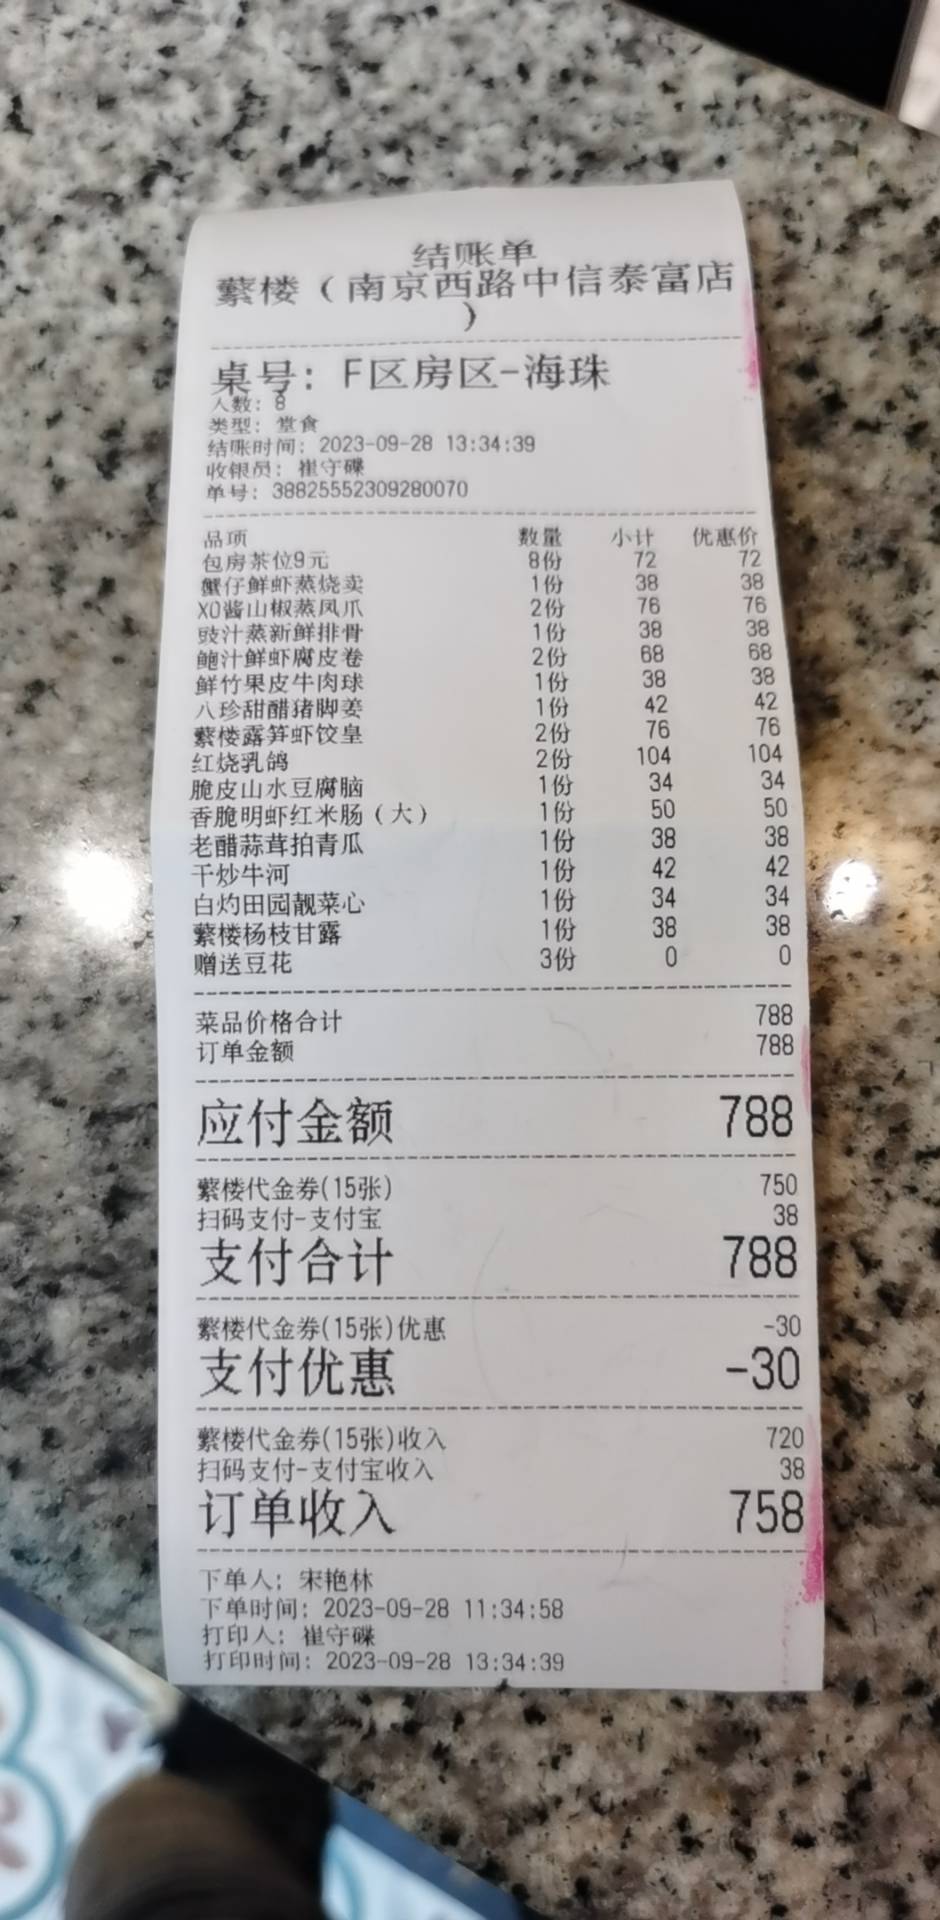 结账单
蘩楼（南京西路中信泰富店
）
桌号：F区房区-海珠
人数：8
类型：堂食
结账时间：2023-09-28 13:34:39
收银员：崔守碟
单号：38825552309280070
品项 数量 小计 优惠价
包房茶位9元 8份 72 72
蟹仔鲜虾蒸烧卖 1份 38 38
XO酱山椒蒸凤爪 2份 76 76
豉汁蒸新鲜排骨 1份 38 38
鲍汁鲜虾腐皮卷 2份 68 68
鲜竹果皮牛肉球 1份 38 38
八珍甜醋猪脚姜 1份 42 42
蘩楼露笋虾饺皇 2份 76 76
红烧乳鸽 2份 104 104
脆皮山水豆腐脑 1份 34 34
香脆明虾红米肠（大） 1份 50 50
老醋蒜茸拍青瓜 1份 38 38
干炒牛河 1份 42 42
白灼田园靓菜心 1份 34 34
蘩楼杨枝甘露 1份 38 38
赠送豆花 3份 0 0
菜品价格合计 788
订单金额 788
应付金额 788
蘩楼代金券(15张) 750
扫码支付-支付宝 38
支付合计 788
蘩楼代金券(15张)优惠 -30
支付优惠 -30
蘩楼代金券(15张)收入 720
扫码支付-支付宝收入 38
订单收入 758
下单人：宋艳林
下单时间：2023-09-28 11:34:58
打印人：崔守碟
打印时间：2023-09-28 13:34:39